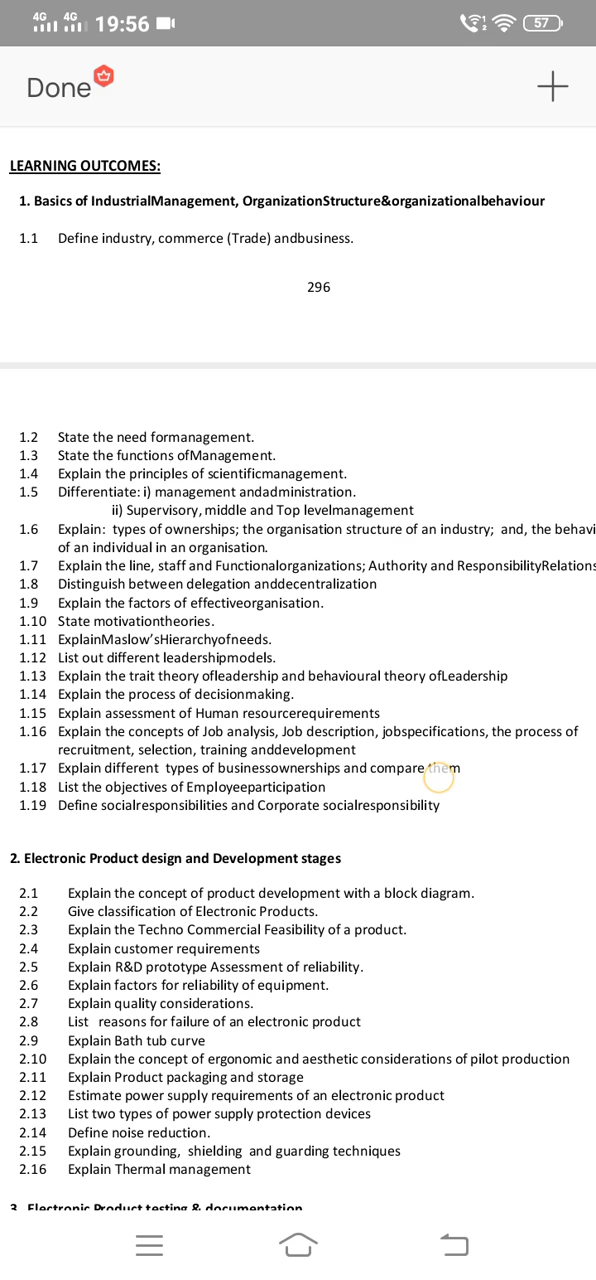 4G 4G 19:56 57
Done
LEARNING OUTCOMES:
1. Basics of IndustrialManagement, OrganizationStructure&organizationalbehaviour
1.1 Define industry, commerce (Trade) andbusiness.
296
1.2 State the need formanagement.
1.3 State the functions ofManagement.
1.4 Explain the principles of scientificmanagement.
1.5 Differentiate: i) management andadministration.
ii) Supervisory, middle and Top levelmanagement
1.6 Explain: types of ownerships; the organisation structure of an industry; and, the behavi
of an individual in an organisation.
1.7 Explain the line, staff and Functionalorganizations; Authority and ResponsibilityRelations
1.8 Distinguish between delegation anddecentralization
1.9 Explain the factors of effectiveorganisation.
1.10 State motivationtheories.
1.11 ExplainMaslow'sHierarchyofneeds.
1.12 List out different leadershipmodels.
1.13 Explain the trait theory ofleadership and behavioural theory ofLeadership
1.14 Explain the process of decisionmaking.
1.15 Explain assessment of Human resourcerequirements
1.16 Explain the concepts of Job analysis, Job description, jobspecifications, the process of
recruitment, selection, training anddevelopment
1.17 Explain different types of businessownerships and compare them
1.18 List the objectives of Employeeparticipation
1.19 Define socialresponsibilities and Corporate socialresponsibility
2. Electronic Product design and Development stages
2.1 Explain the concept of product development with a block diagram.
2.2 Give classification of Electronic Products.
2.3 Explain the Techno Commercial Feasibility of a product.
2.4 Explain customer requirements
2.5 Explain R&D prototype Assessment of reliability.
2.6 Explain factors for reliability of equipment.
2.7 Explain quality considerations.
2.8 List reasons for failure of an electronic product
2.9 Explain Bath tub curve
2.10 Explain the concept of ergonomic and aesthetic considerations of pilot production
2.11 Explain Product packaging and storage
2.12 Estimate power supply requirements of an electronic product
2.13 List two types of power supply protection devices
2.14 Define noise reduction.
2.15 Explain grounding, shielding and guarding techniques
2.16 Explain Thermal management
3. Electronic Product testing & documentation